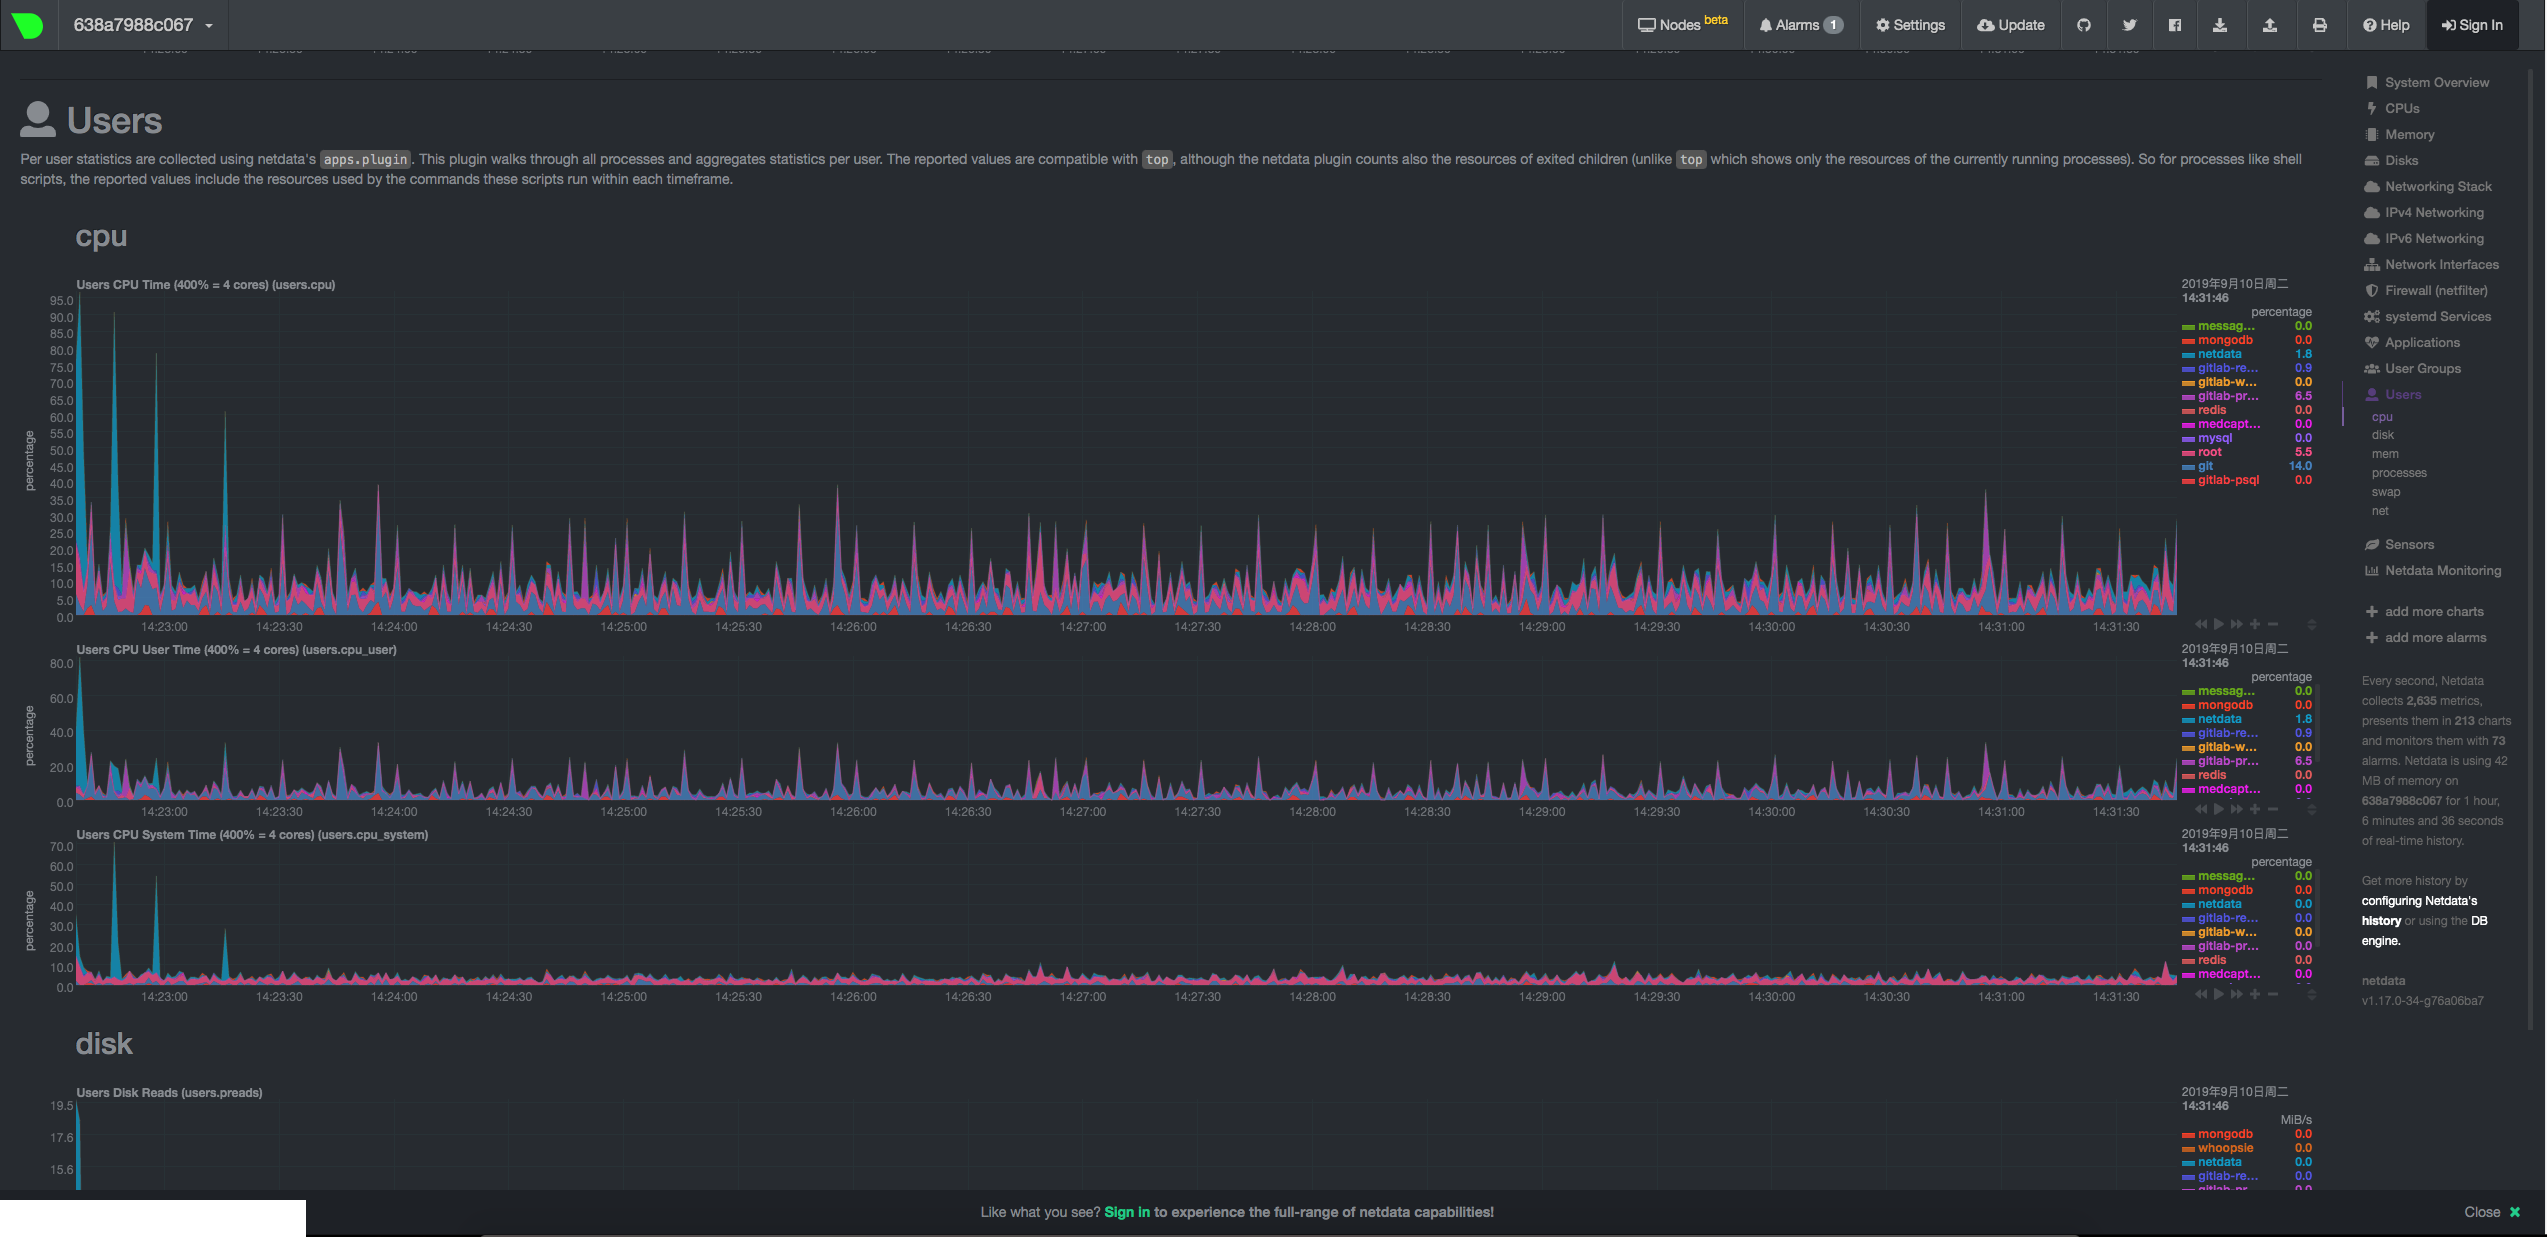 638a7988c067
Nodes beta
Alarms 1
Settings
Update
Help
Sign In
Users
Per user statistics are collected using netdata's apps.plugin. This plugin walks through all processes and aggregates statistics per user. The reported values are compatible with top, although the netdata plugin counts also the resources of exited children (unlike top which shows only the resources of the currently running processes). So for processes like shell
scripts, the reported values include the resources used by the commands these scripts run within each timeframe.
cpu
Users CPU Time (400% = 4 cores) (users.cpu)
percentage
95.0
90.0
85.0
80.0
75.0
70.0
65.0
60.0
55.0
50.0
45.0
40.0
35.0
30.0
25.0
20.0
15.0
10.0
5.0
0.0
14:23:00 14:23:30 14:24:00 14:24:30 14:25:00 14:25:30 14:26:00 14:26:30 14:27:00 14:27:30 14:28:00 14:28:30 14:29:00 14:29:30 14:30:00 14:30:30 14:31:00 14:31:30
2019年9月10日周二
14:31:46
percentage
messag... 0.0
mongodb 0.0
netdata 1.8
gitlab-re... 0.9
gitlab-w... 0.0
gitlab-pr... 6.5
redis 0.0
medcapt... 0.0
mysql 0.0
root 5.5
git 14.0
gitlab-psql 0.0
Users CPU User Time (400% = 4 cores) (users.cpu_user)
percentage
80.0
60.0
40.0
20.0
0.0
14:23:00 14:23:30 14:24:00 14:24:30 14:25:00 14:25:30 14:26:00 14:26:30 14:27:00 14:27:30 14:28:00 14:28:30 14:29:00 14:29:30 14:30:00 14:30:30 14:31:00 14:31:30
2019年9月10日周二
14:31:46
percentage
messag... 0.0
mongodb 0.0
netdata 1.8
gitlab-re... 0.9
gitlab-w... 0.0
gitlab-pr... 6.5
redis 0.0
medcapt... 0.0
Users CPU System Time (400% = 4 cores) (users.cpu_system)
percentage
70.0
60.0
50.0
40.0
30.0
20.0
10.0
0.0
14:23:00 14:23:30 14:24:00 14:24:30 14:25:00 14:25:30 14:26:00 14:26:30 14:27:00 14:27:30 14:28:00 14:28:30 14:29:00 14:29:30 14:30:00 14:30:30 14:31:00 14:31:30
2019年9月10日周二
14:31:46
percentage
messag... 0.0
mongodb 0.0
netdata 0.0
gitlab-re... 0.0
gitlab-w... 0.0
gitlab-pr... 0.0
redis 0.0
medcapt... 0.0
disk
Users Disk Reads (users.preads)
19.5
17.6
15.6
2019年9月10日周二
14:31:46
MiB/s
mongodb 0.0
whoopsie 0.0
netdata 0.0
gitlab-re... 0.0
System Overview
CPUs
Memory
Disks
Networking Stack
IPv4 Networking
IPv6 Networking
Network Interfaces
Firewall (netfilter)
systemd Services
Applications
User Groups
Users
cpu
disk
mem
processes
swap
net
Sensors
Netdata Monitoring
add more charts
add more alarms
Every second, Netdata
collects 2,635 metrics,
presents them in 213 charts
and monitors them with 73
alarms. Netdata is using 42
MB of memory on
638a7988c067 for 1 hour,
6 minutes and 36 seconds
of real-time history.
Get more history by
configuring Netdata's
history or using the DB
engine.
netdata
v1.17.0-34-g76a06ba7
Like what you see? Sign in to experience the full-range of netdata capabilities!
Close